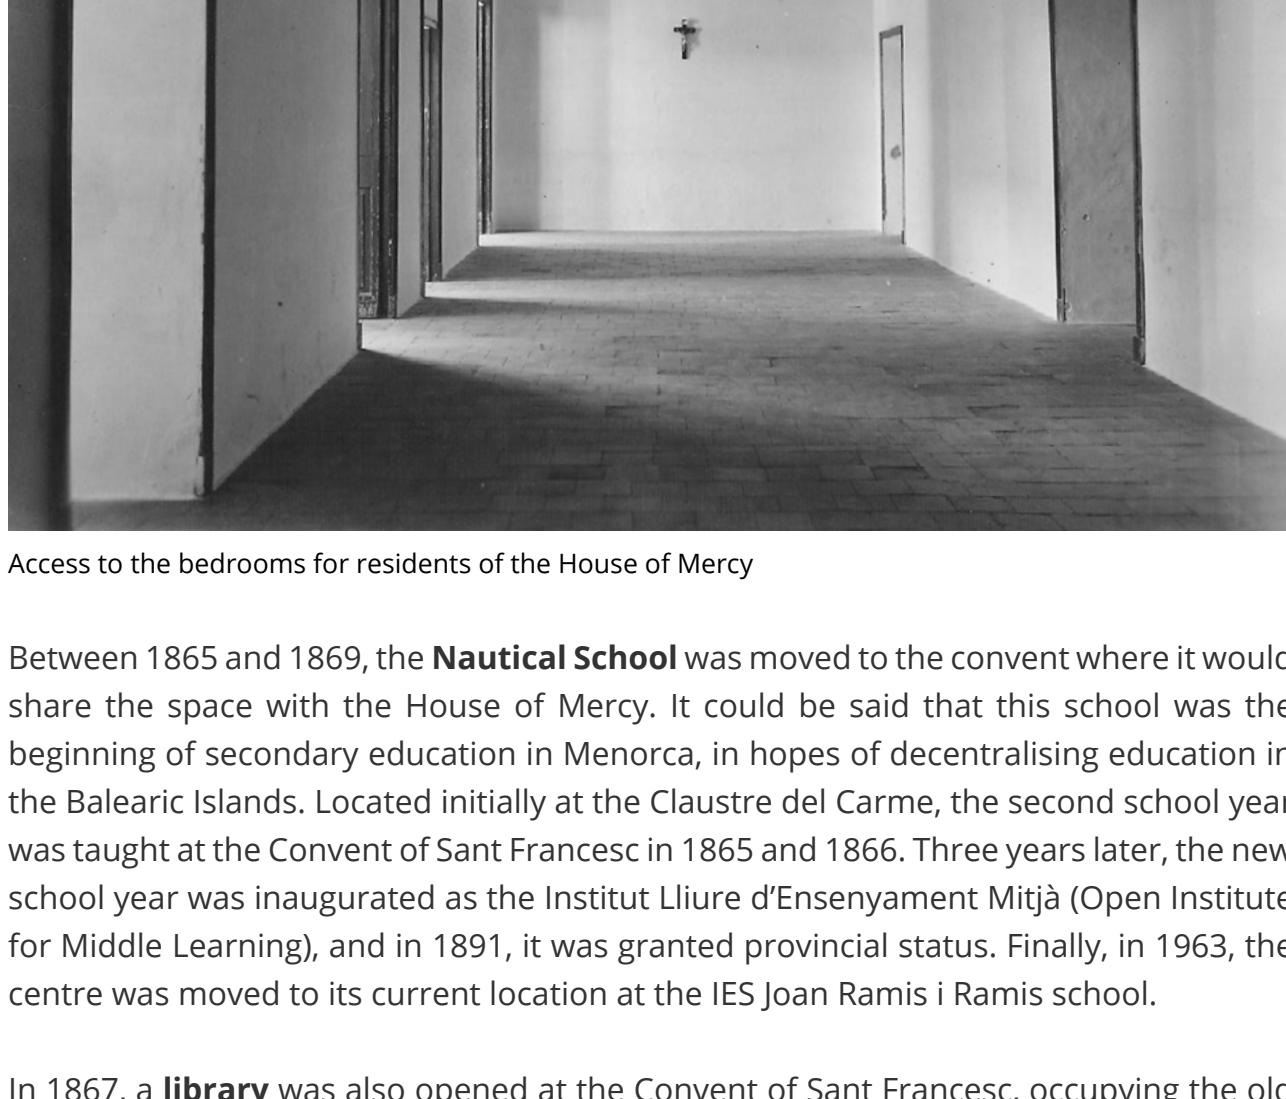 Access to the bedrooms for residents of the House of Mercy
Between 1865 and 1869, the Nautical School was moved to the convent where it would
share the space with the House of Mercy. It could be said that this school was the
beginning of secondary education in Menorca, in hopes of decentralising education in
the Balearic Islands. Located initially at the Claustre del Carme, the second school year
was taught at the Convent of Sant Francesc in 1865 and 1866. Three years later, the new
school year was inaugurated as the Institut Lliure d’Ensenyament Mitjà (Open Institute
for Middle Learning), and in 1891, it was granted provincial status. Finally, in 1963, the
centre was moved to its current location at the IES Joan Ramis i Ramis school.
In 1867, a library was also opened at the Convent of Sant Francesc, occupying the old